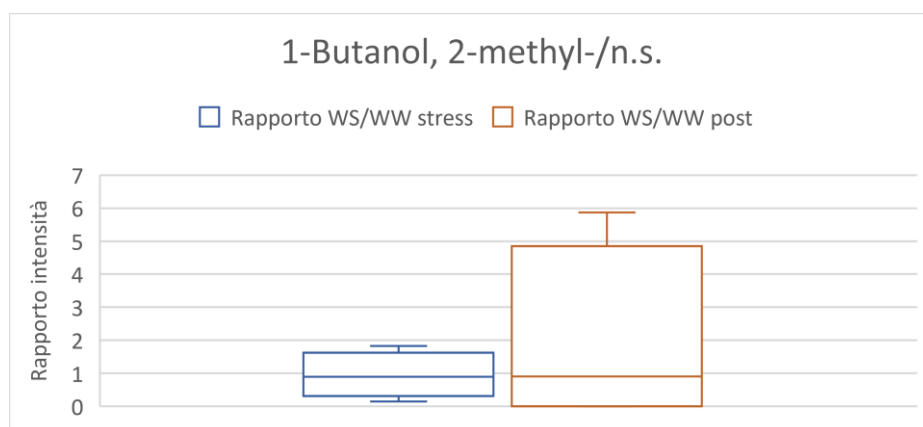 1-Butanol, 2-methyl-/n.s.
Rapporto WS/WW stress Rapporto WS/WW post
Rapporto intensità
7
6
5
4
3
2
1
0